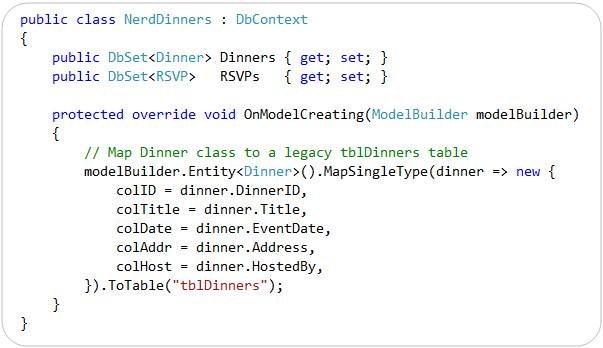 public class NerdDinners : DbContext
{
    public DbSet<Dinner> Dinners { get; set; }
    public DbSet<RSVP>   RSVPs   { get; set; }

    protected override void OnModelCreating(ModelBuilder modelBuilder)
    {
        // Map Dinner class to a legacy tblDinners table
        modelBuilder.Entity<Dinner>().MapSingleType(dinner => new {
            colID = dinner.DinnerID,
            colTitle = dinner.Title,
            colDate = dinner.EventDate,
            colAddr = dinner.Address,
            colHost = dinner.HostedBy,
        }).ToTable("tblDinners");
    }
}